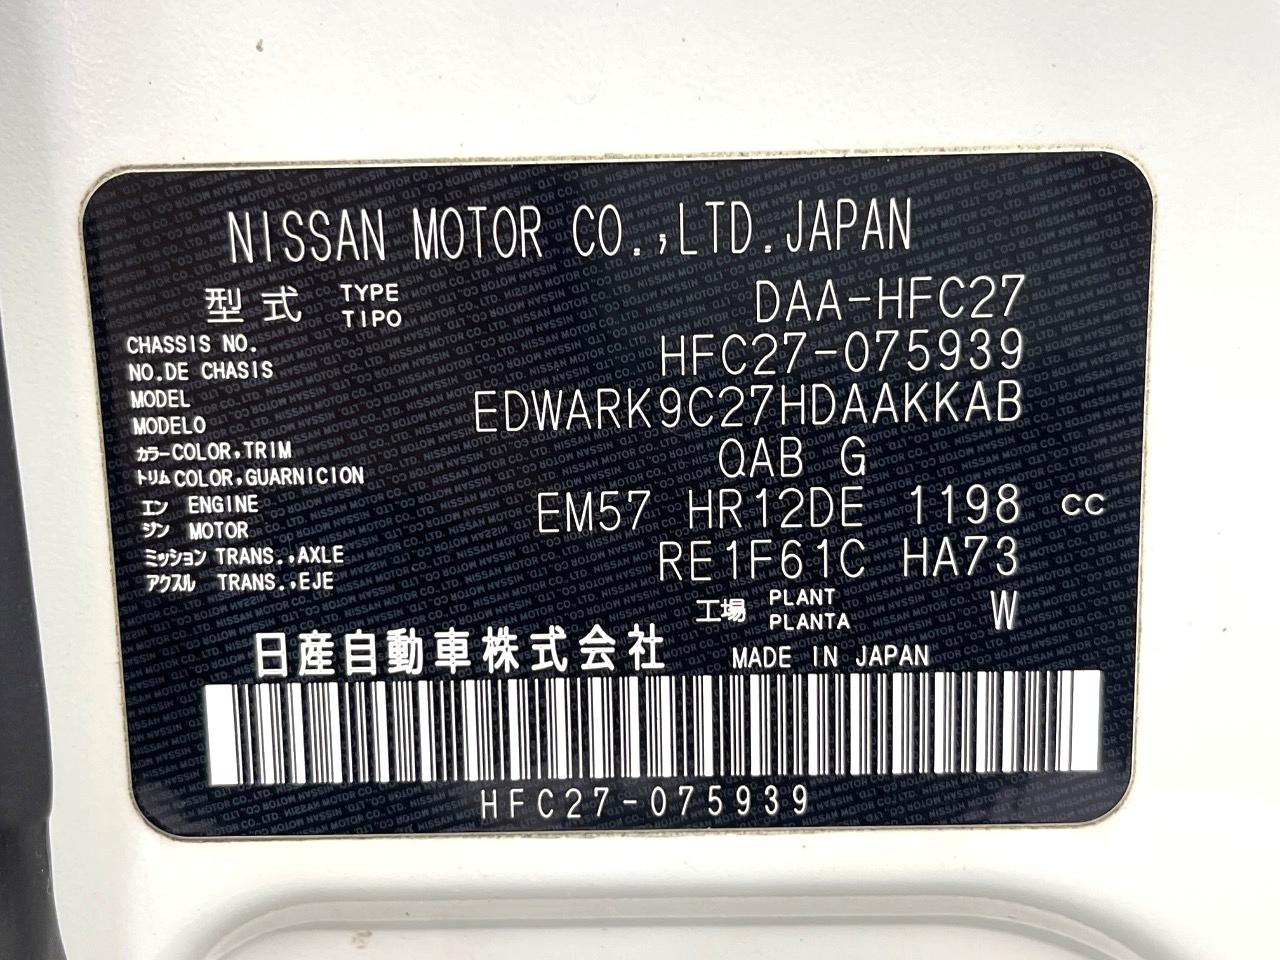 NISSAN MOTOR CO.,LTD.JAPAN
型式 TYPE TIPO DAA-HFC27
CHASSIS NO.
NO.DE CHASIS HFC27-075939
MODEL
MODELO EDWARK9C27HDAAKKAB
カラー COLOR,TRIM
トリム COLOR,GUARNICION QAB G
エン ENGINE
ジン MOTOR EM57 HR12DE 1198 cc
ミッション TRANS.,AXLE
アクスル TRANS.,EJE RE1F61C HA73
工場 PLANT PLANTA W
日産自動車株式会社 MADE IN JAPAN
HFC27-075939